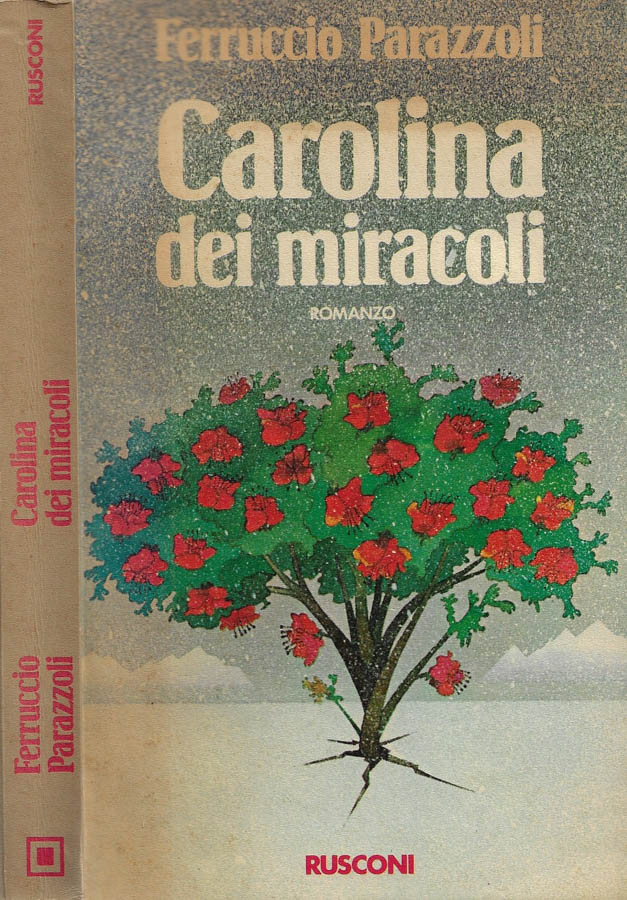 RUSCONI
Carolina
dei miracoli
Ferruccio
Parazzoli
Ferruccio Parazzoli
Carolina
dei miracoli
ROMANZO
RUSCONI